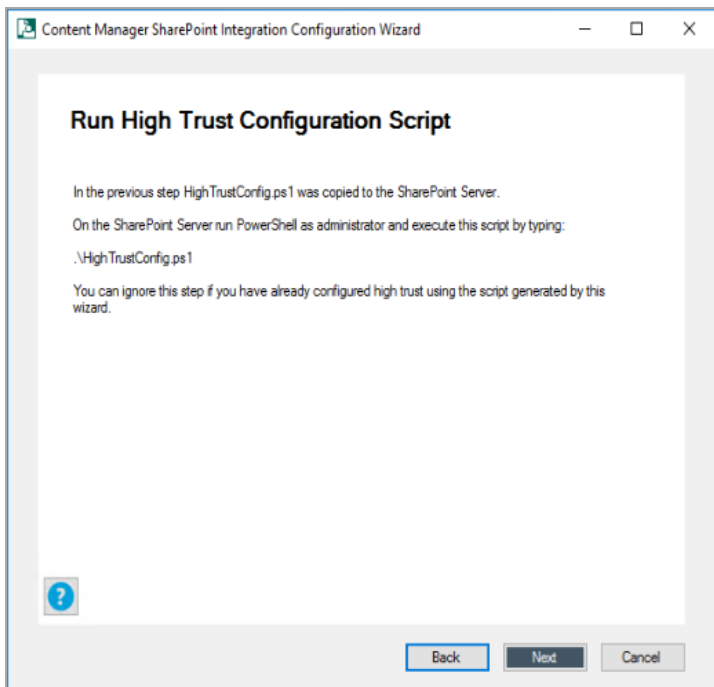 Content Manager SharePoint Integration Configuration Wizard
Run High Trust Configuration Script
In the previous step HighTrustConfig.ps1 was copied to the SharePoint Server.
On the SharePoint Server run PowerShell as administrator and execute this script by typing:
.\HighTrustConfig.ps1
You can ignore this step if you have already configured high trust using the script generated by this
wizard.
?
Back Next Cancel